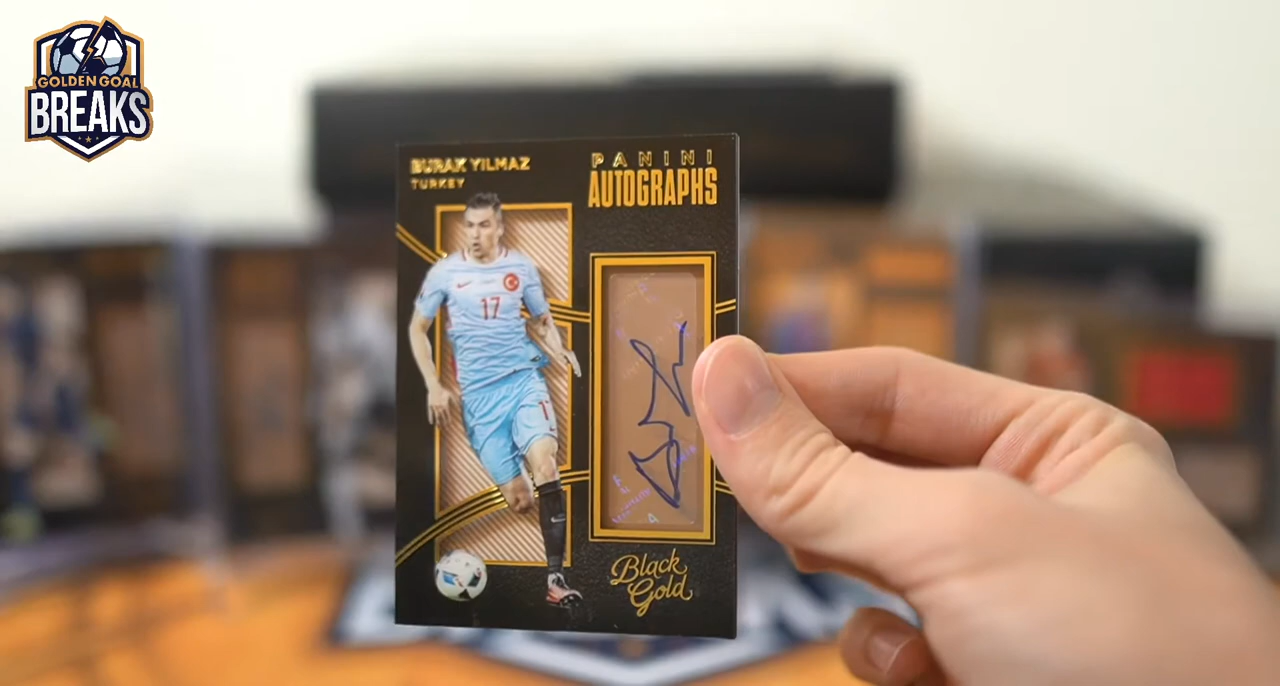 GOLDEN GOAL
BREAKS
BURAK YILMAZ
TURKEY
PANINI
AUTOGRAPHS
17
Black
Gold